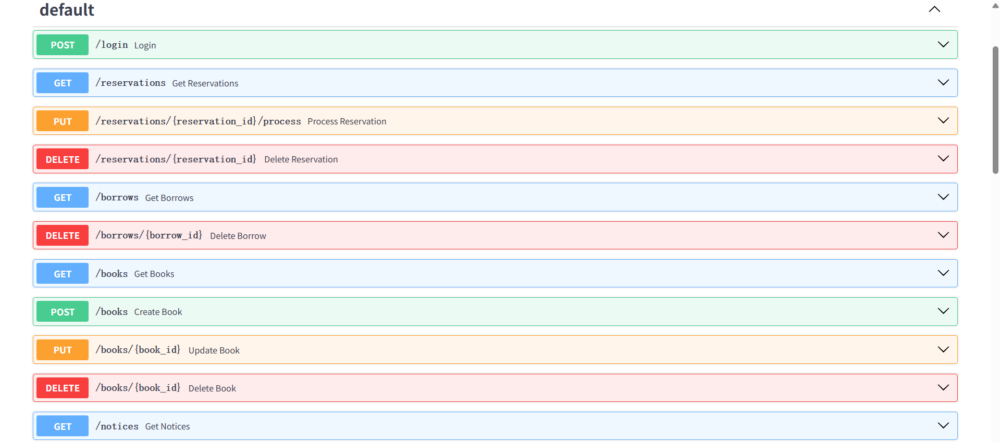 default
POST /login Login
GET /reservations Get Reservations
PUT /reservations/{reservation_id}/process Process Reservation
DELETE /reservations/{reservation_id} Delete Reservation
GET /borrows Get Borrows
DELETE /borrows/{borrow_id} Delete Borrow
GET /books Get Books
POST /books Create Book
PUT /books/{book_id} Update Book
DELETE /books/{book_id} Delete Book
GET /notices Get Notices